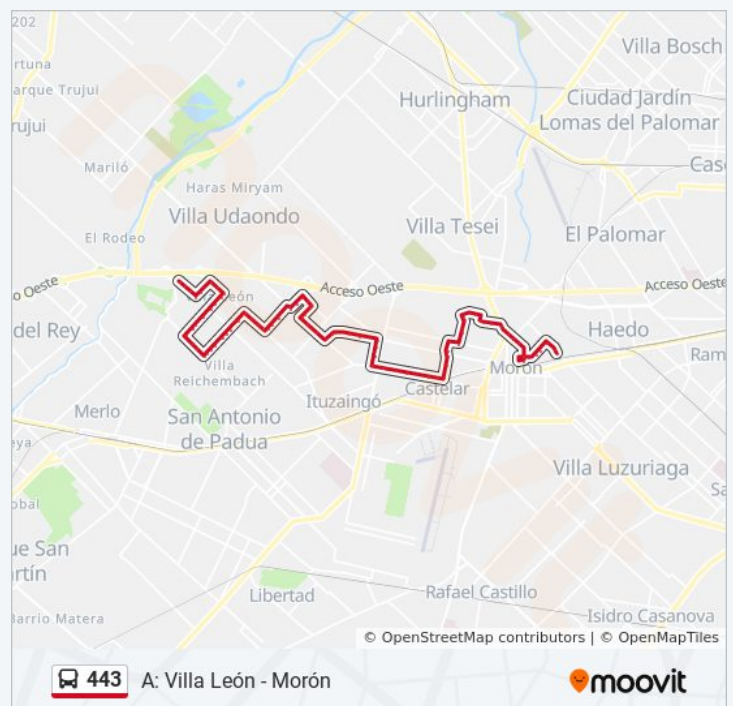 202
Villa Bosch
ortuna
arque Trujui
Hurlingham
Ciudad Jardín
Lomas del Palomar
rujui
Mariló
Haras Miryam
Villa Udaondo
Villa Tesei
El Rodeo
El Palomar
Acceso Oeste
Acceso Oeste
o Oeste
del Rey
Haedo
Ram
Villa
Reichembach
Morón
Castelar
Ituzaingó
Merlo
San Antonio
de Padua
eya
Villa Luzuriaga
obal
ue San
rtín
Libertad
Rafael Castillo
Barrio Matera
Isidro Casanova
© OpenStreetMap contributors | © OpenMapTiles
443 A: Villa León - Morón
moovit